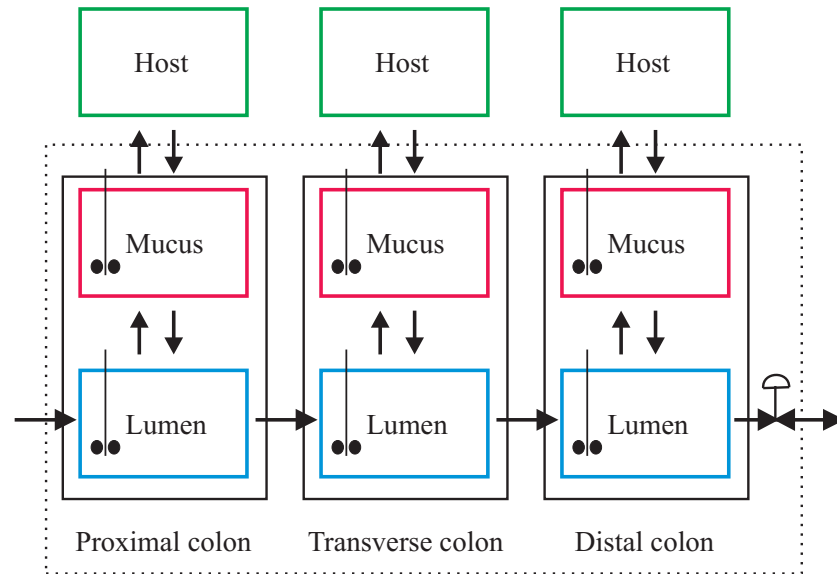 Host Host Host
Mucus Mucus Mucus
Lumen Lumen Lumen
Proximal colon Transverse colon Distal colon